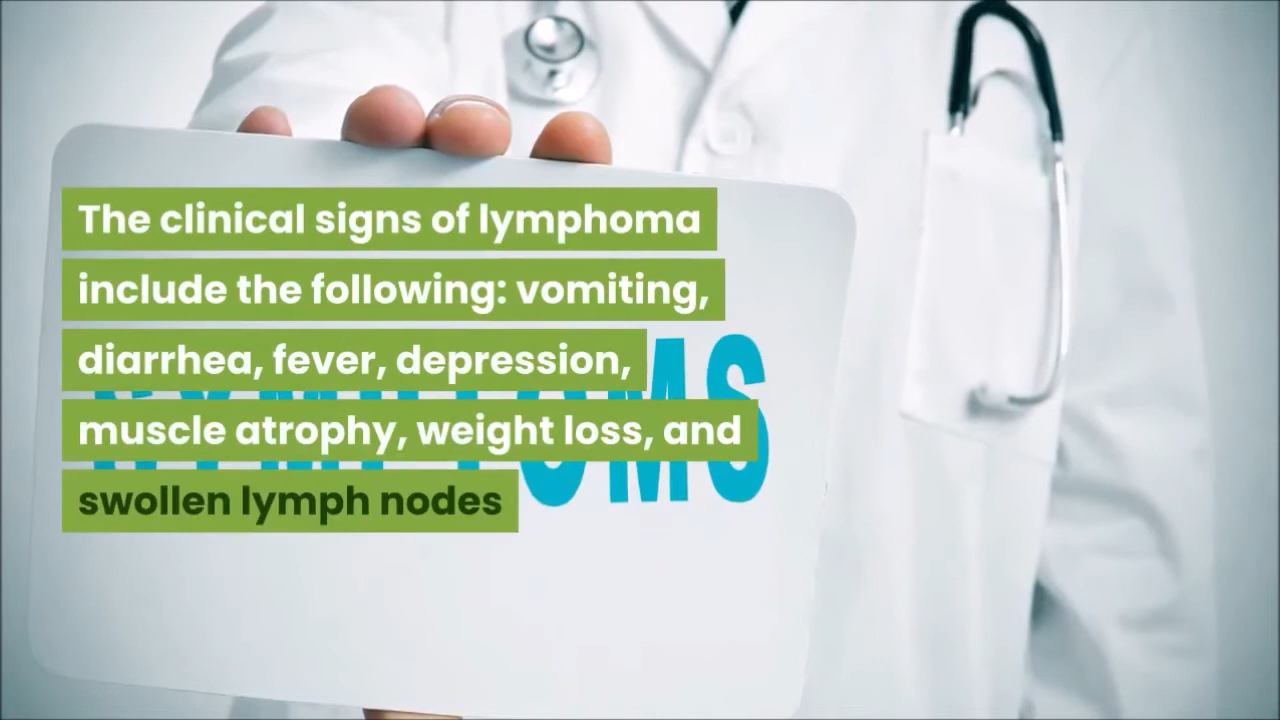 The clinical signs of lymphoma
include the following: vomiting,
diarrhea, fever, depression,
muscle atrophy, weight loss, and
swollen lymph nodes